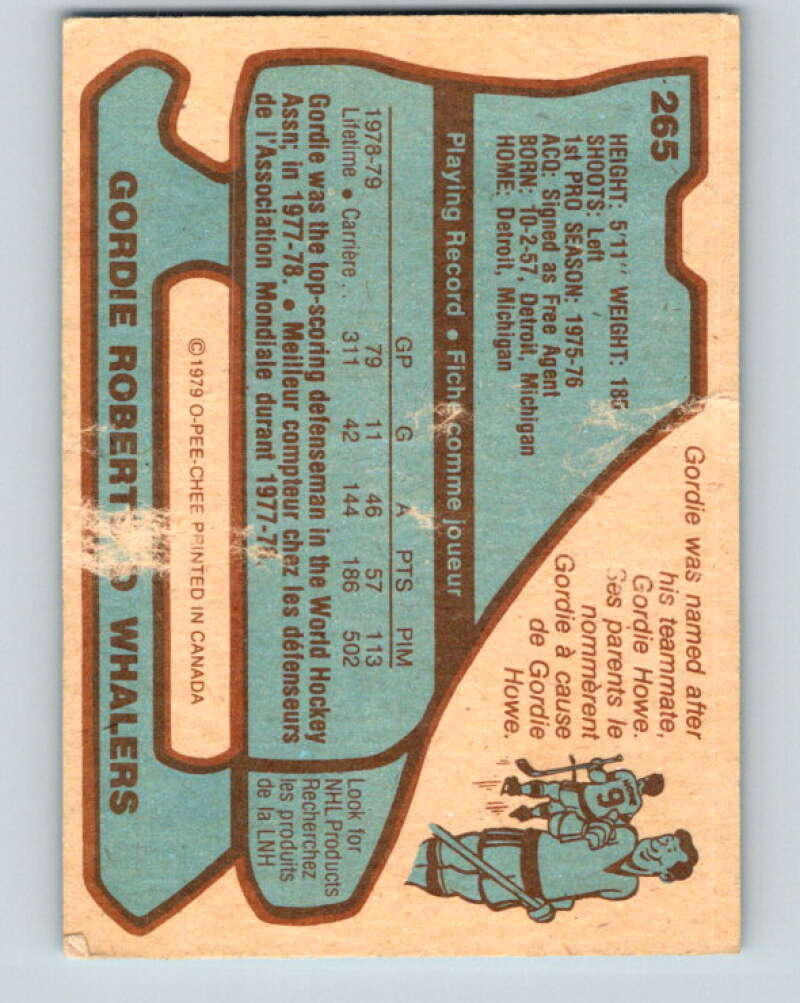 265
HEIGHT: 5'11" WEIGHT: 185
SHOOTS: Left
1st PRO SEASON: 1975-76
ACQ: Signed as Free Agent
BORN: 10-2-57, Detroit, Michigan
HOME: Detroit, Michigan
Gordie was named after
his teammate,
Gordie Howe.
Ses parents le
nommèrent
Gordie à cause
de Gordie
Howe.
9
Playing Record • Fiche comme joueur
GP G A PTS PIM
1978-79 79 11 46 57 113
Lifetime • Carrière . . 311 42 144 186 502
Gordie was the top-scoring defenseman in the World Hockey
Assn; in 1977-78. • Meilleur compteur chez les défenseurs
de l'Association Mondiale durant 1977-78
Look for
NHL Products
Recherchez
les produits
de la LNH
©1979 O-PEE-CHEE PRINTED IN CANADA
GORDIE ROBERT D WHALERS